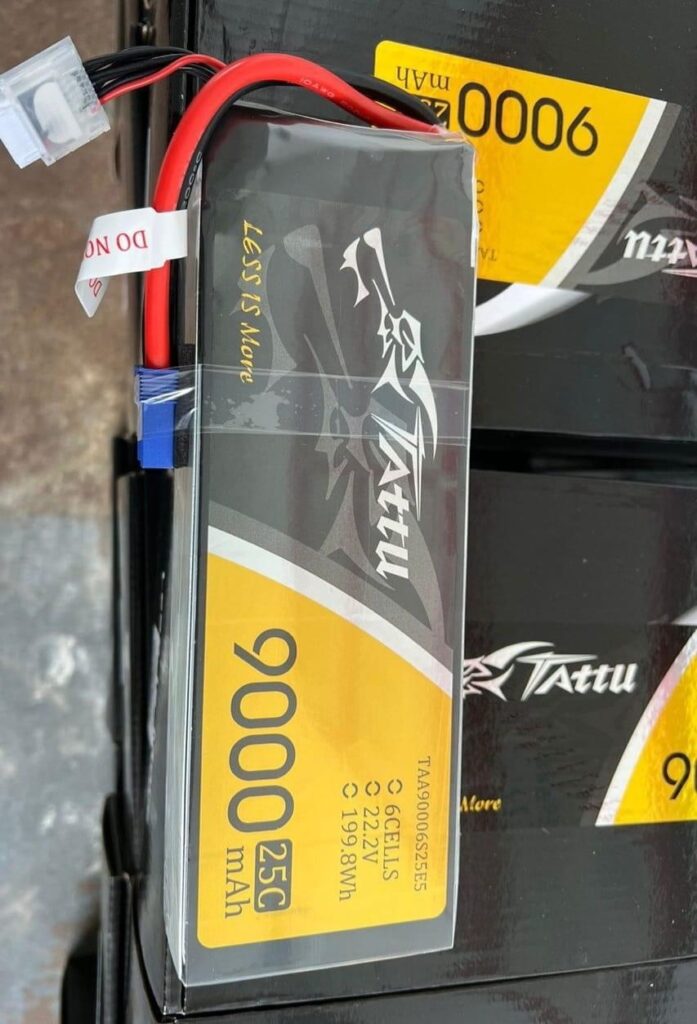 LESS IS More
TAttu
9000
25C
mAh
TAA90006S25E5
6CELLS
22.2V
199.8Wh
DO NO
9000
mAh
TAttu
TAttu
More